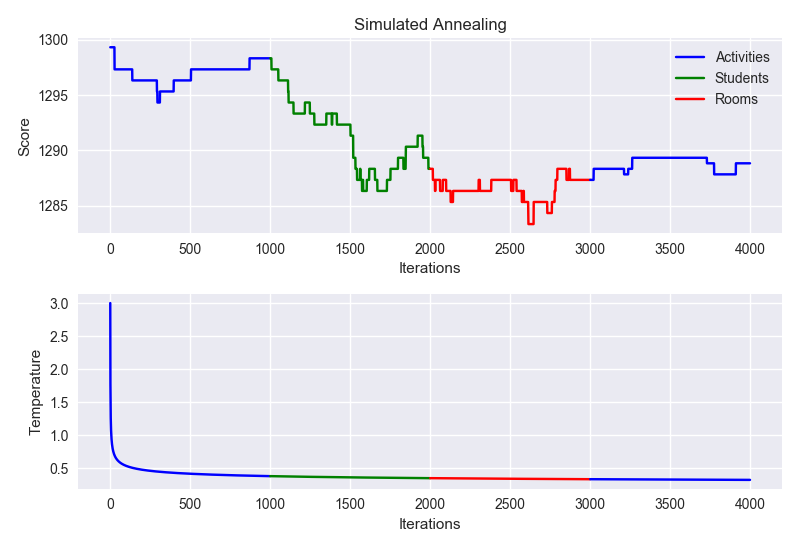 Simulated Annealing
Score
1300
1295
1290
1285
Activities
Students
Rooms
0 500 1000 1500 2000 2500 3000 3500 4000
Iterations
Temperature
3.0
2.5
2.0
1.5
1.0
0.5
0 500 1000 1500 2000 2500 3000 3500 4000
Iterations